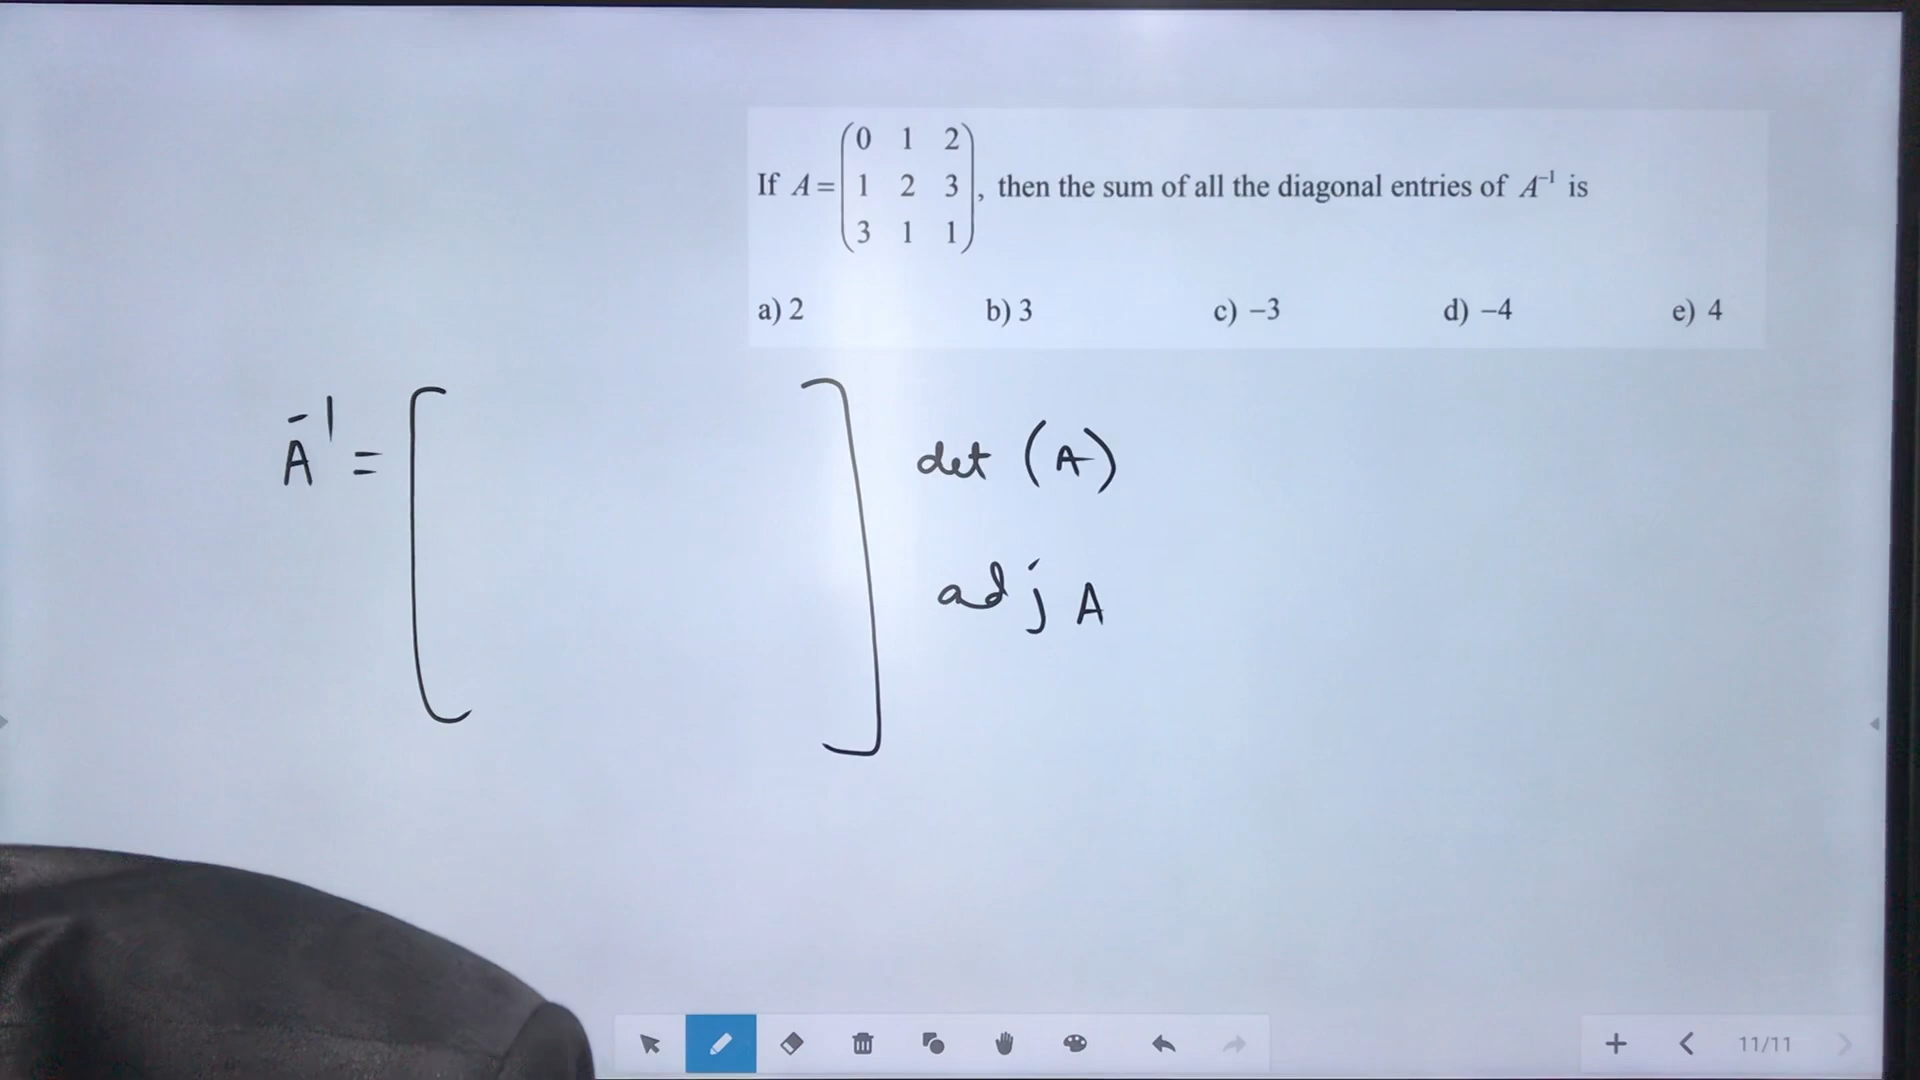 If A = (0 1 2
1 2 3
3 1 1), then the sum of all the diagonal entries of A⁻¹ is
a) 2 b) 3 c) –3 d) –4 e) 4
A⁻¹ = [ ] det (A)
adj A
11/11